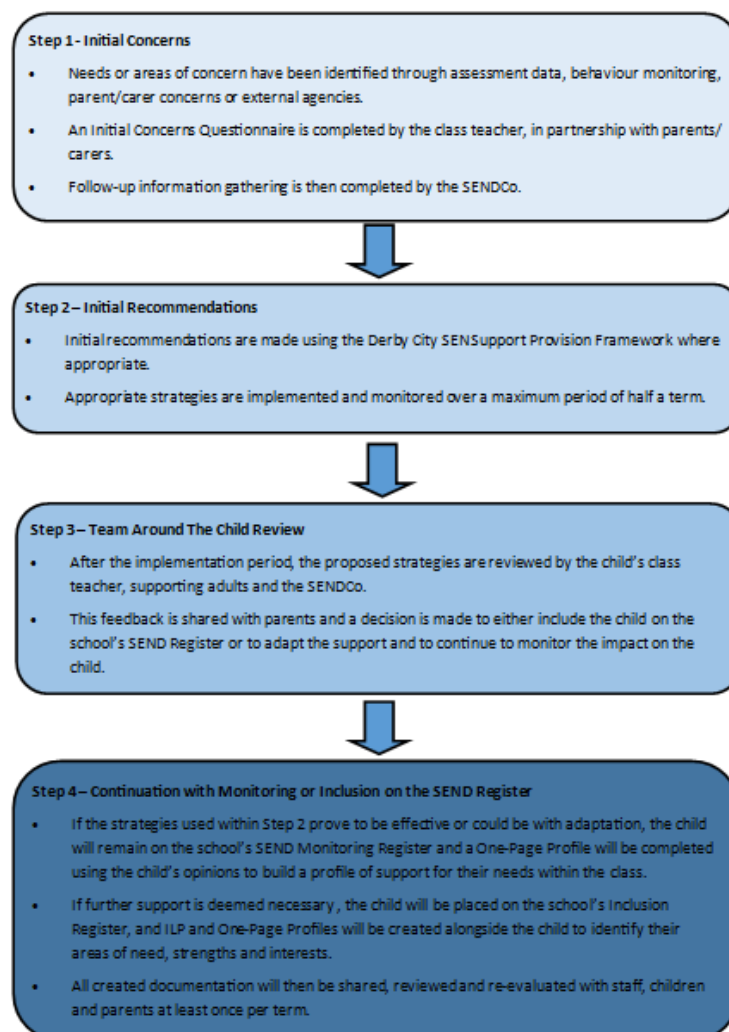 Step 1 - Initial Concerns
• Needs or areas of concern have been identified through assessment data, behaviour monitoring,
parent/carer concerns or external agencies.
• An Initial Concerns Questionnaire is completed by the class teacher, in partnership with parents/
carers.
• Follow-up information gathering is then completed by the SENDCo.
Step 2 – Initial Recommendations
• Initial recommendations are made using the Derby City SEN Support Provision Framework where
appropriate.
• Appropriate strategies are implemented and monitored over a maximum period of half a term.
Step 3 – Team Around The Child Review
• After the implementation period, the proposed strategies are reviewed by the child's class
teacher, supporting adults and the SENDCo.
• This feedback is shared with parents and a decision is made to either include the child on the
school's SEND Register or to adapt the support and to continue to monitor the impact on the
child.
Step 4 – Continuation with Monitoring or Inclusion on the SEND Register
• If the strategies used within Step 2 prove to be effective or could be with adaptation, the child
will remain on the school's SEND Monitoring Register and a One-Page Profile will be completed
using the child's opinions to build a profile of support for their needs within the class.
• If further support is deemed necessary , the child will be placed on the school's Inclusion
Register, and ILP and One-Page Profiles will be created alongside the child to identify their
areas of need, strengths and interests.
• All created documentation will then be shared, reviewed and re-evaluated with staff, children
and parents at least once per term.